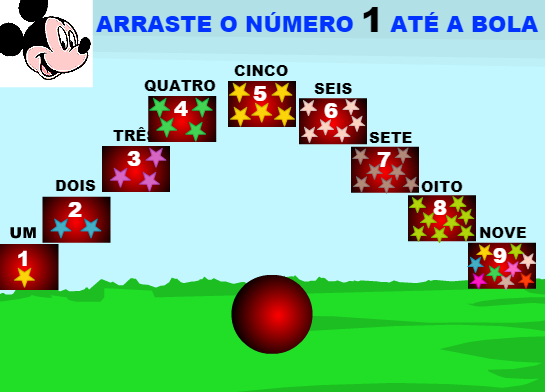 ARRASTE O NÚMERO 1 ATÉ A BOLA
CINCO
5
QUATRO
4
SEIS
6
TRÊS
3
SETE
7
DOIS
2
OITO
8
UM
1
NOVE
9